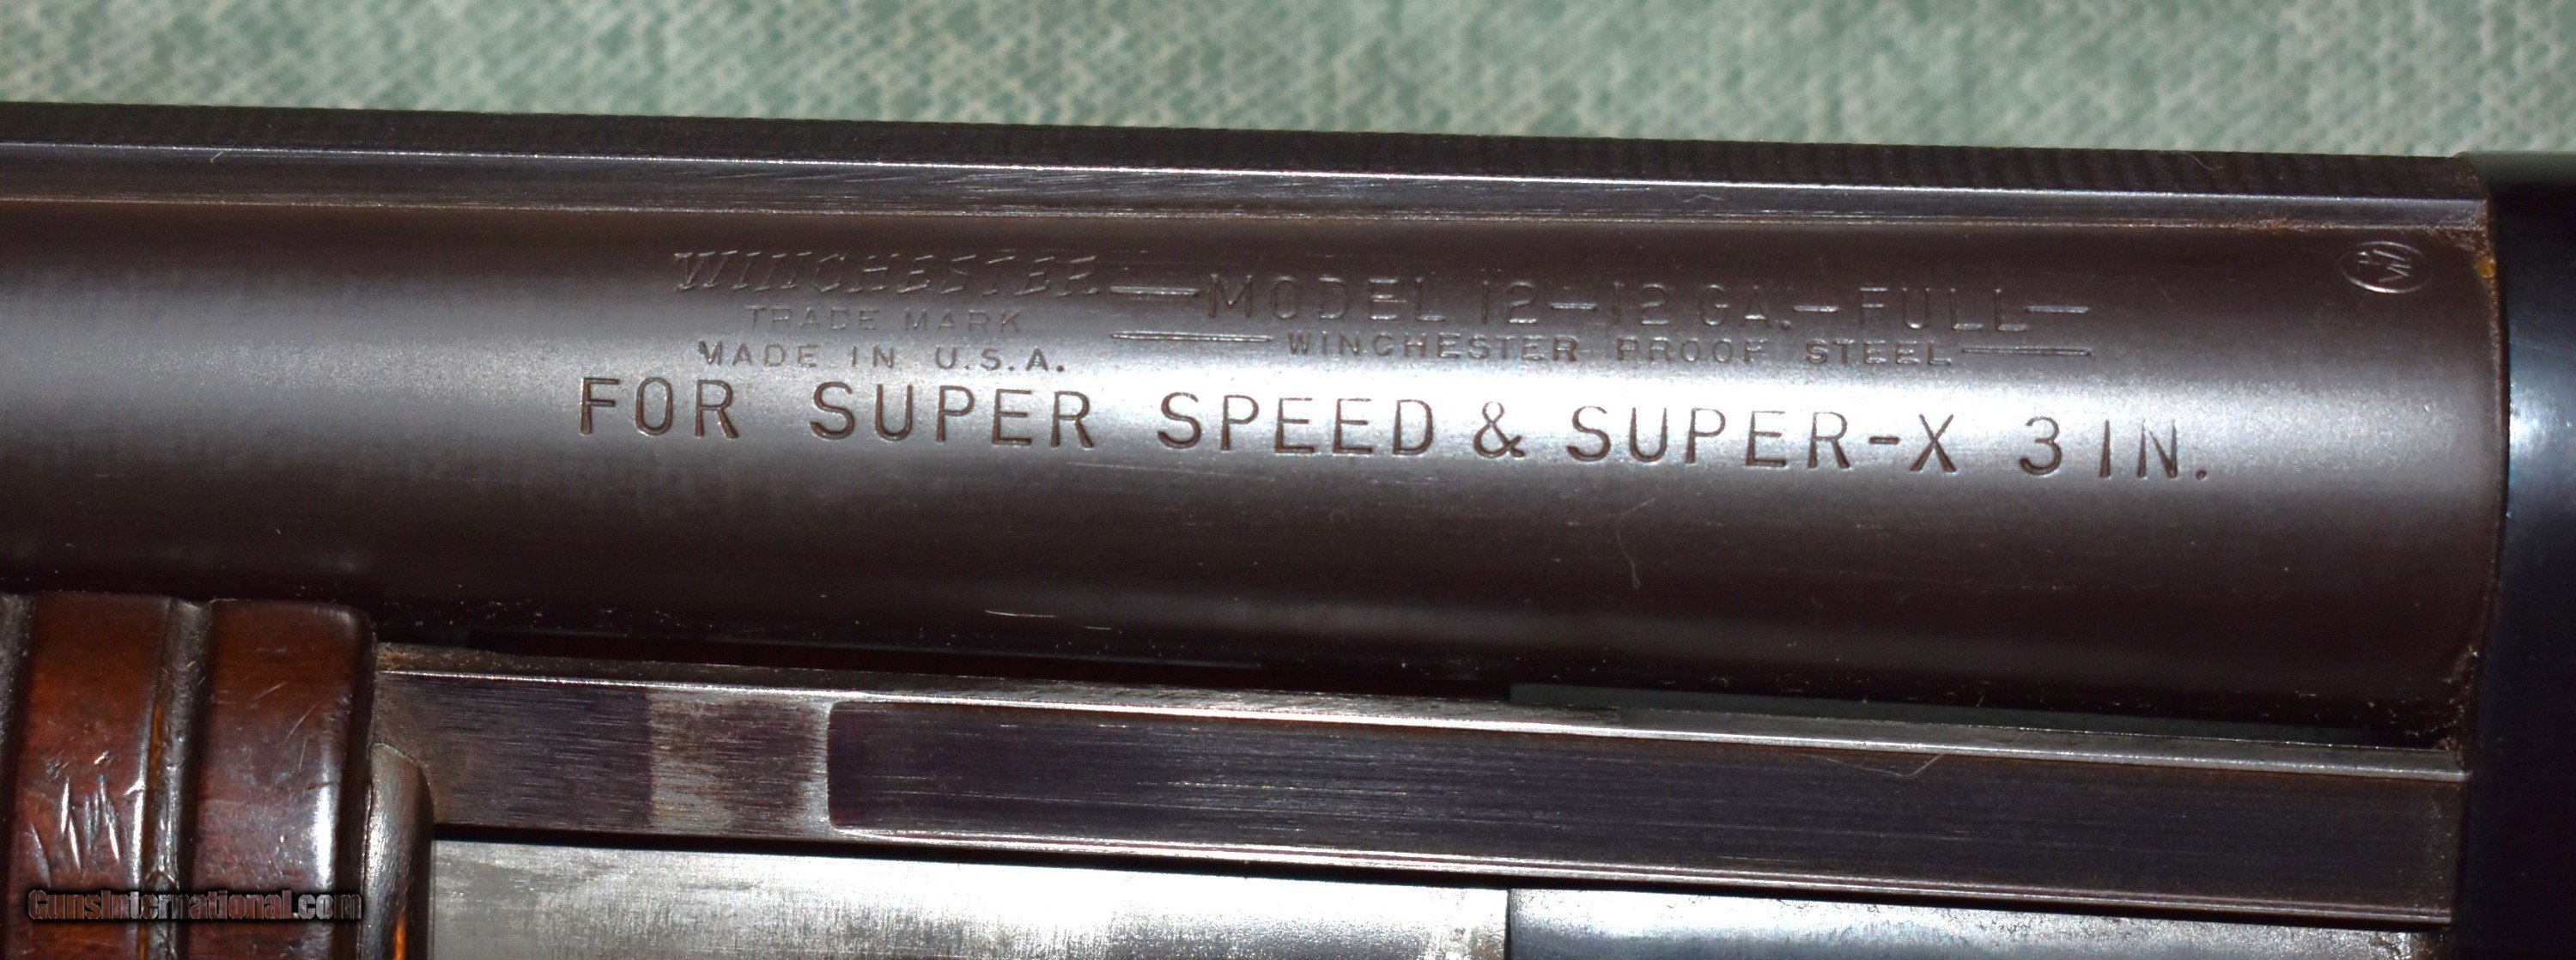 WINCHESTER
TRADE MARK
MADE IN U.S.A.
—MODEL 12—12 GA.—FULL—
—WINCHESTER PROOF STEEL—
FOR SUPER SPEED & SUPER-X 3 IN.
GunsInternational.com